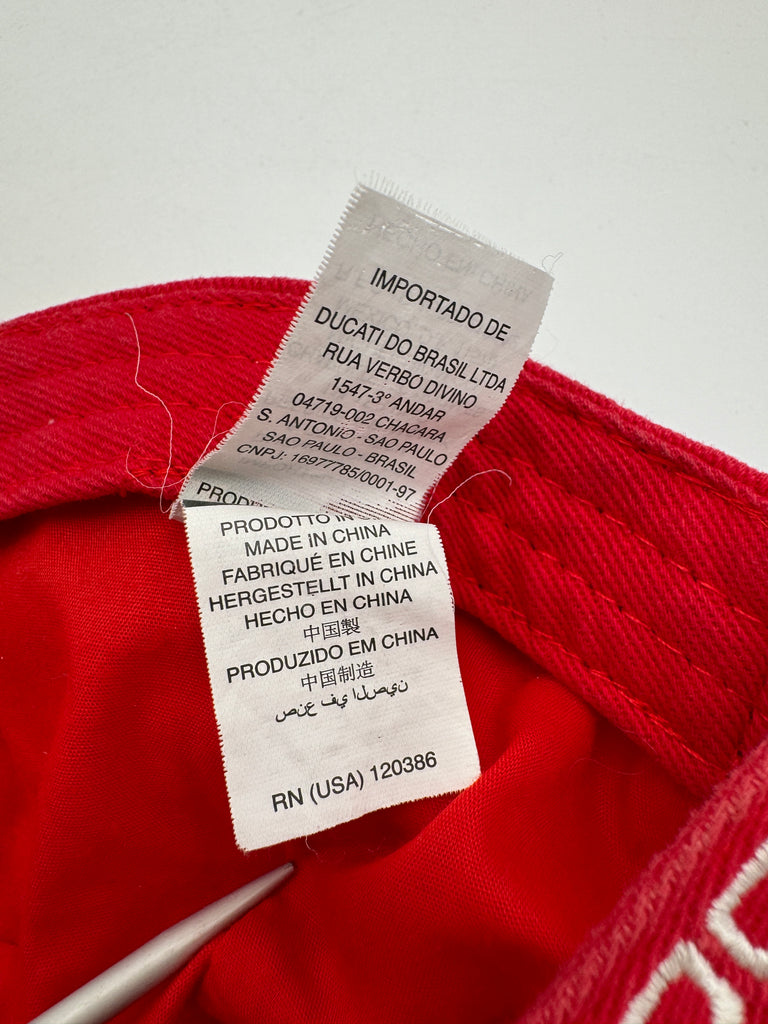 IMPORTADO DE
DUCATI DO BRASIL LTDA
RUA VERBO DIVINO
1547-3º ANDAR
04719-002 CHACARA
S. ANTONIO - SAO PAULO
SAO PAULO - BRASIL
CNPJ: 16977785/0001-97
PRODOTTO IN
MADE IN CHINA
FABRIQUÉ EN CHINE
HERGESTELLT IN CHINA
HECHO EN CHINA
中国製
PRODUZIDO EM CHINA
中国制造
صنع في الصين
RN (USA) 120386